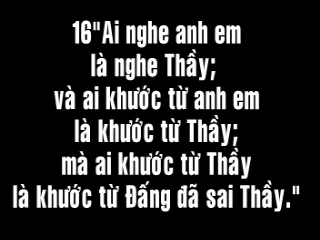 16"Ai nghe anh em
là nghe Thầy;
và ai khước từ anh em
là khước từ Thầy;
mà ai khước từ Thầy
là khước từ Đấng đã sai Thầy."